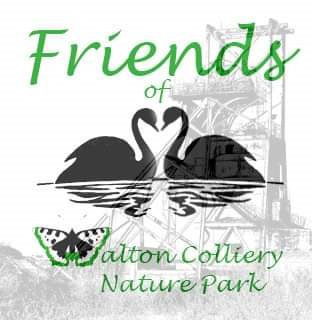 Friends
of
Walton Colliery
Nature Park